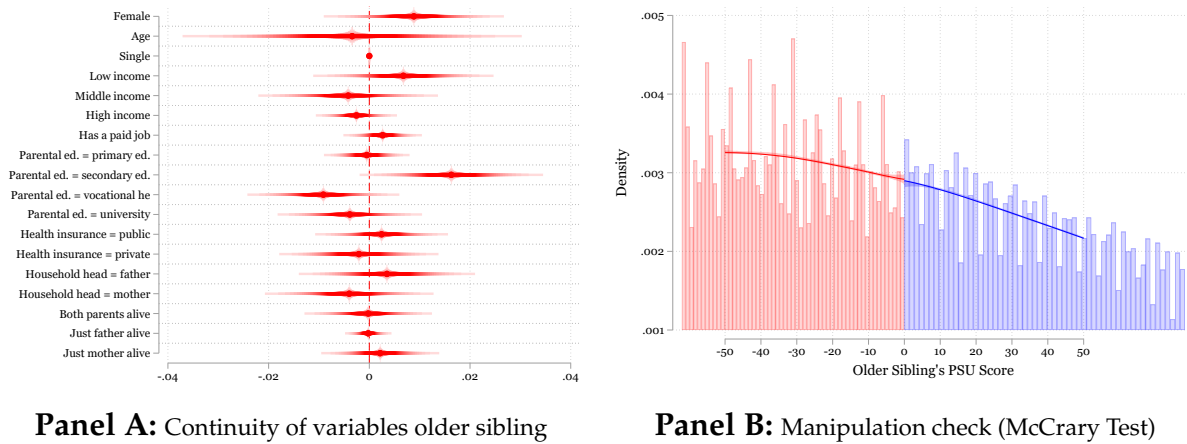 Female
Age
Single
Low income
Middle income
High income
Has a paid job
Parental ed. = primary ed.
Parental ed. = secondary ed.
Parental ed. = vocational he
Parental ed. = university
Health insurance = public
Health insurance = private
Household head = father
Household head = mother
Both parents alive
Just father alive
Just mother alive
-.04 -.02 0 .02 .04
Panel A: Continuity of variables older sibling
.005
.004
.003
.002
.001
Density
-50 -40 -30 -20 -10 0 10 20 30 40 50
Older Sibling's PSU Score
Panel B: Manipulation check (McCrary Test)